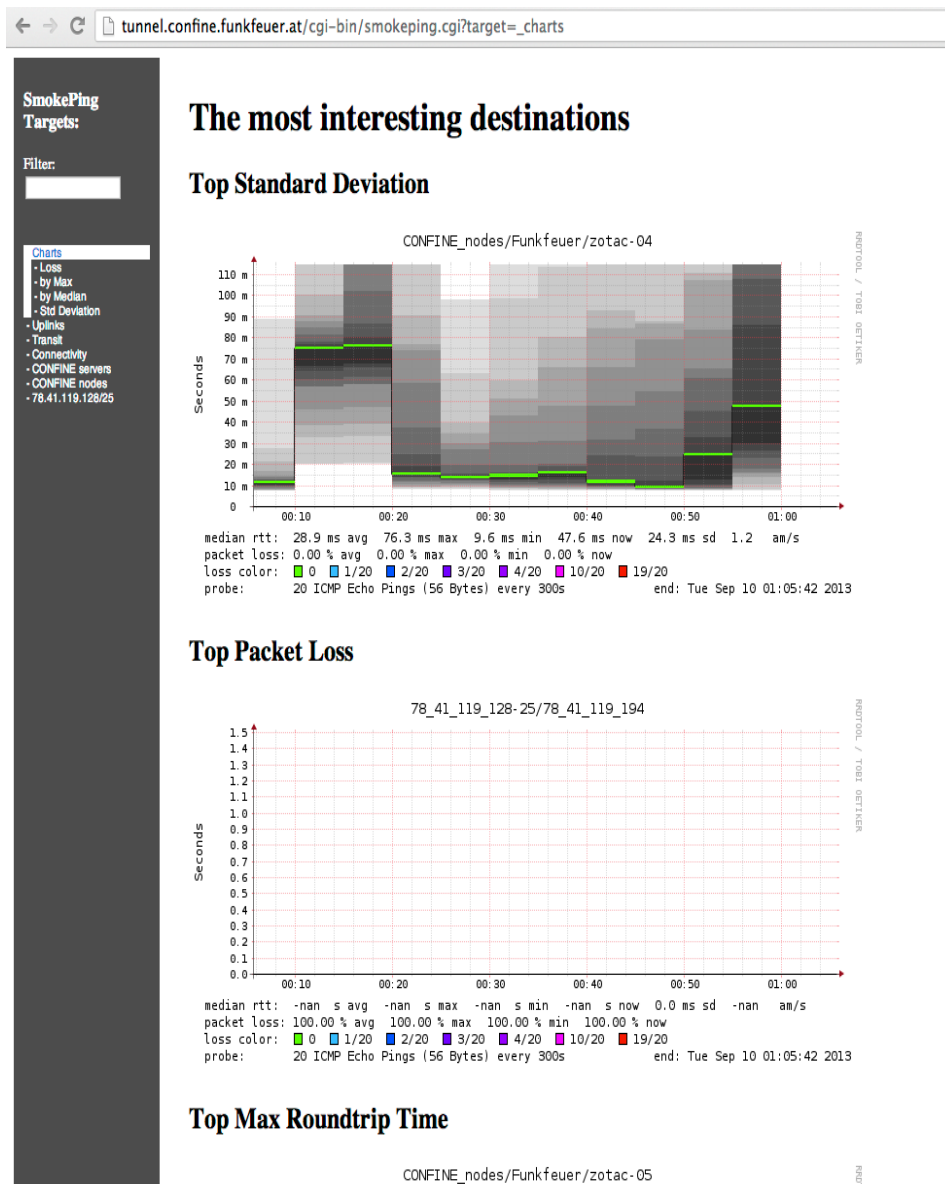 tunnel.confine.funkfeuer.at/cgi-bin/smokeping.cgi?target=_charts
SmokePing
Targets:
Filter:
Charts
- Loss
- by Max
- by Median
- Std Deviation
- Uplinks
- Transit
- Connectivity
- CONFINE servers
- CONFINE nodes
- 78.41.119.128/25
The most interesting destinations
Top Standard Deviation
CONFINE_nodes/Funkfeuer/zotac-04
RRDTOOL / TOBI OETIKER
Seconds
110 m
100 m
90 m
80 m
70 m
60 m
50 m
40 m
30 m
20 m
10 m
0
00:10 00:20 00:30 00:40 00:50 01:00
median rtt: 28.9 ms avg 76.3 ms max 9.6 ms min 47.6 ms now 24.3 ms sd 1.2 am/s
packet loss: 0.00 % avg 0.00 % max 0.00 % min 0.00 % now
loss color: 0 1/20 2/20 3/20 4/20 10/20 19/20
probe: 20 ICMP Echo Pings (56 Bytes) every 300s end: Tue Sep 10 01:05:42 2013
Top Packet Loss
78_41_119_128-25/78_41_119_194
RRDTOOL / TOBI OETIKER
Seconds
1.5
1.4
1.3
1.2
1.1
1.0
0.9
0.8
0.7
0.6
0.5
0.4
0.3
0.2
0.1
0.0
00:10 00:20 00:30 00:40 00:50 01:00
median rtt: -nan s avg -nan s max -nan s min -nan s now 0.0 ms sd -nan am/s
packet loss: 100.00 % avg 100.00 % max 100.00 % min 100.00 % now
loss color: 0 1/20 2/20 3/20 4/20 10/20 19/20
probe: 20 ICMP Echo Pings (56 Bytes) every 300s end: Tue Sep 10 01:05:42 2013
Top Max Roundtrip Time
CONFINE_nodes/Funkfeuer/zotac-05